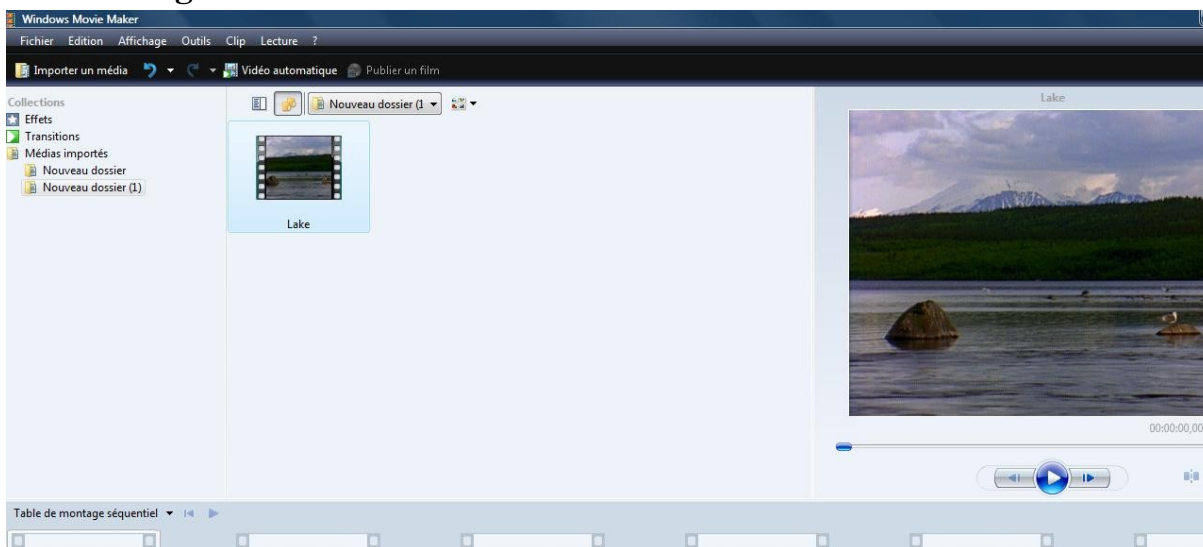 Windows Movie Maker
Fichier Edition Affichage Outils Clip Lecture ?
Importer un média Vidéo automatique Publier un film
Collections
Effets
Transitions
Médias importés
Nouveau dossier
Nouveau dossier (1)
Nouveau dossier (1
Lake
Lake
00:00:00,00
Table de montage séquentiel